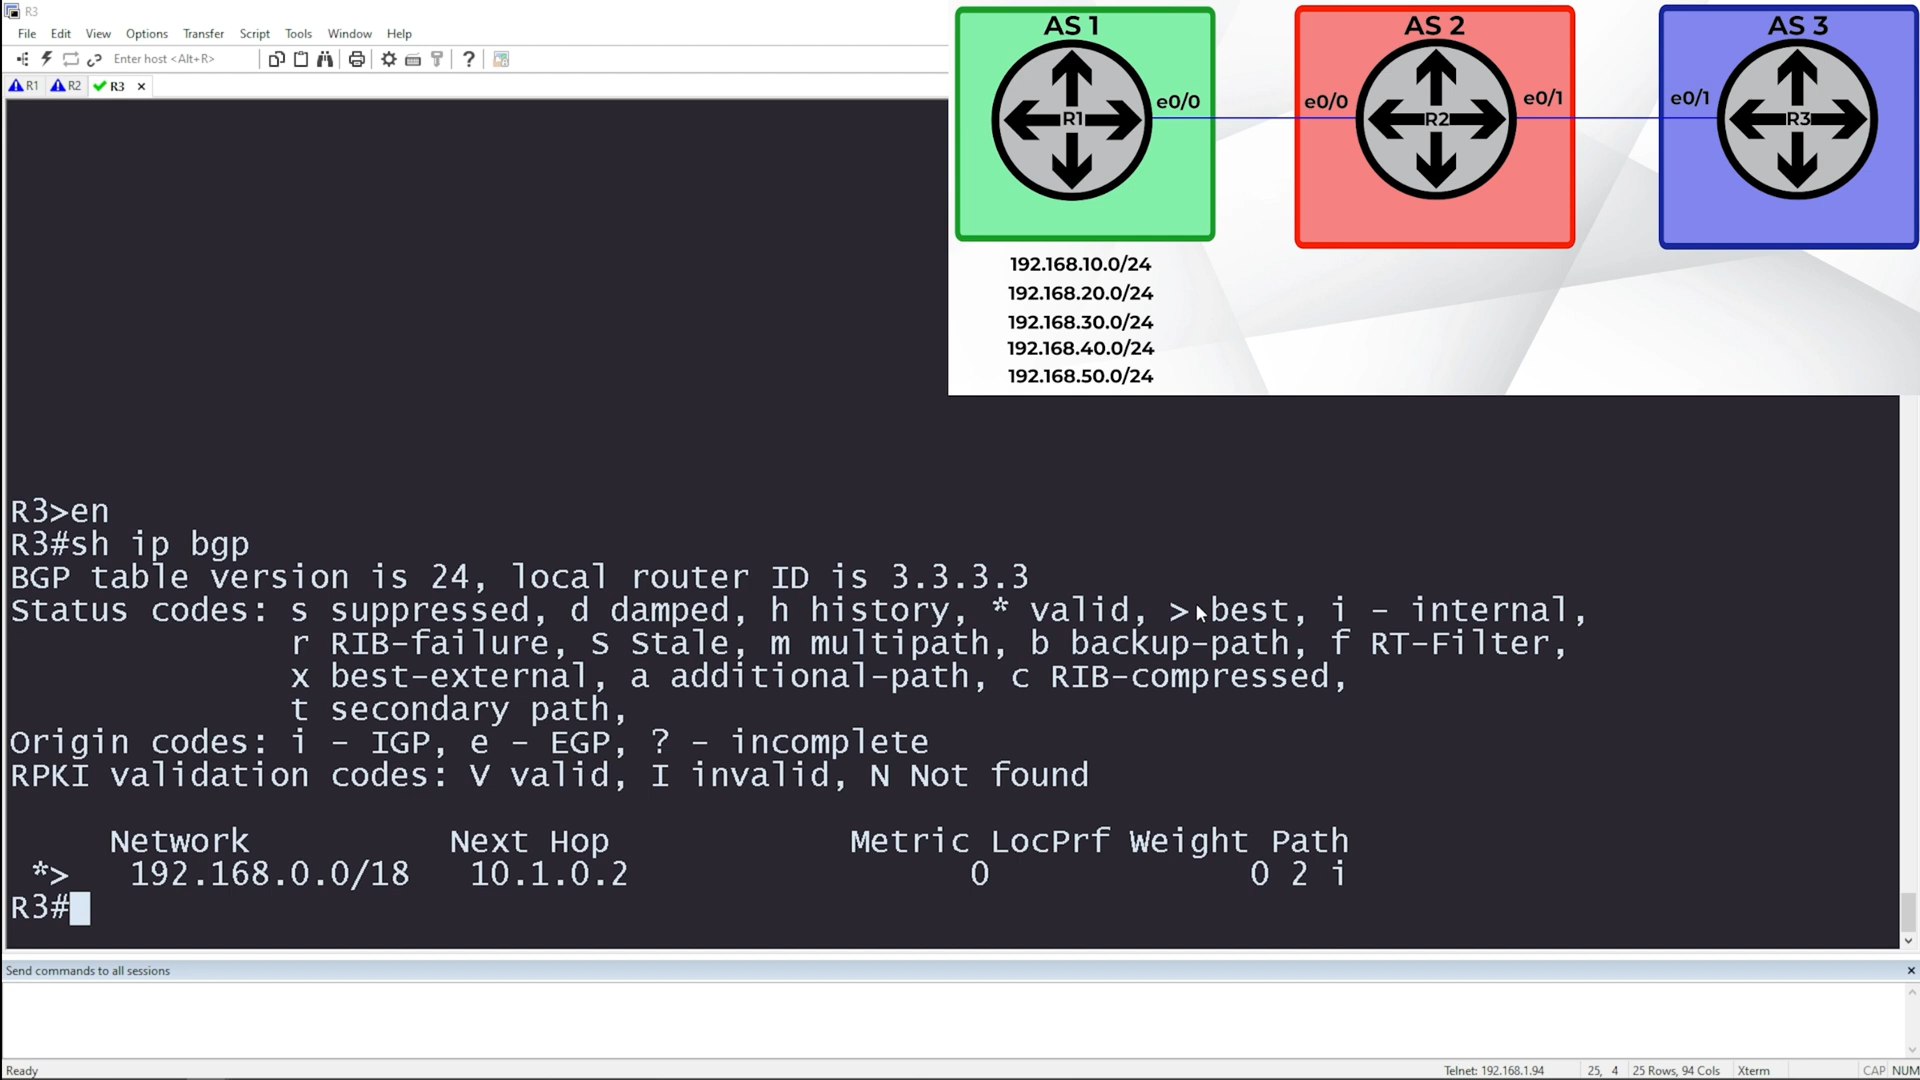 R3
File Edit View Options Transfer Script Tools Window Help
Enter host <Alt+R>
R1 R2 R3
AS 1 AS 2 AS 3
e0/0 e0/0 e0/1 e0/1
R1 R2 R3
192.168.10.0/24
192.168.20.0/24
192.168.30.0/24
192.168.40.0/24
192.168.50.0/24
R3>en
R3#sh ip bgp
BGP table version is 24, local router ID is 3.3.3.3
Status codes: s suppressed, d damped, h history, * valid, > best, i - internal,
r RIB-failure, S Stale, m multipath, b backup-path, f RT-Filter,
x best-external, a additional-path, c RIB-compressed,
t secondary path,
Origin codes: i - IGP, e - EGP, ? - incomplete
RPKI validation codes: V valid, I invalid, N Not found
Network Next Hop Metric LocPrf Weight Path
*> 192.168.0.0/18 10.1.0.2 0 0 2 i
R3#
Send commands to all sessions
Ready Telnet: 192.168.1.94 25, 4 25 Rows, 94 Cols Xterm CAP NUM